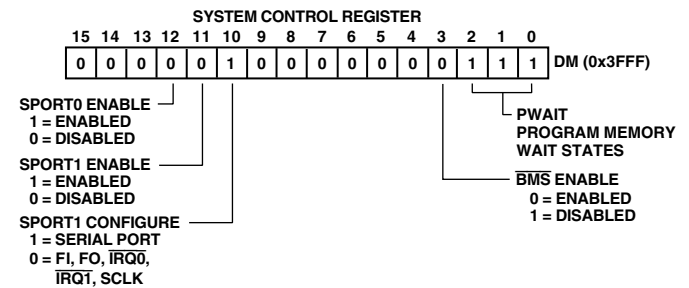 SYSTEM CONTROL REGISTER
15 14 13 12 11 10 9 8 7 6 5 4 3 2 1 0
0 0 0 0 0 1 0 0 0 0 0 0 0 1 1 1 DM (0x3FFF)
SPORT0 ENABLE
1 = ENABLED
0 = DISABLED
SPORT1 ENABLE
1 = ENABLED
0 = DISABLED
SPORT1 CONFIGURE
1 = SERIAL PORT
0 = FI, FO, IRQ0,
IRQ1, SCLK
PWAIT
PROGRAM MEMORY
WAIT STATES
BMS ENABLE
0 = ENABLED
1 = DISABLED